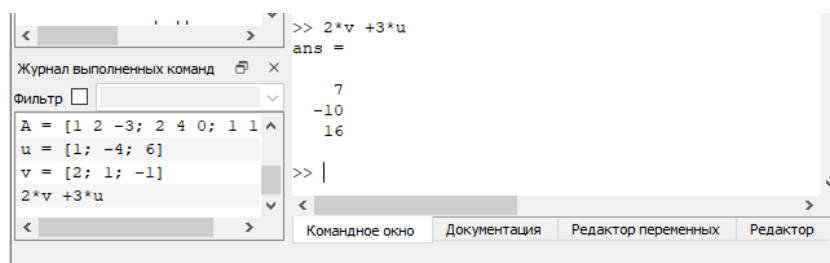 Журнал выполненных команд
Фильтр
A = [1 2 -3; 2 4 0; 1 1
u = [1; -4; 6]
v = [2; 1; -1]
2*v +3*u
>> 2*v +3*u
ans =
7
-10
16
>>
Командное окно Документация Редактор переменных Редактор